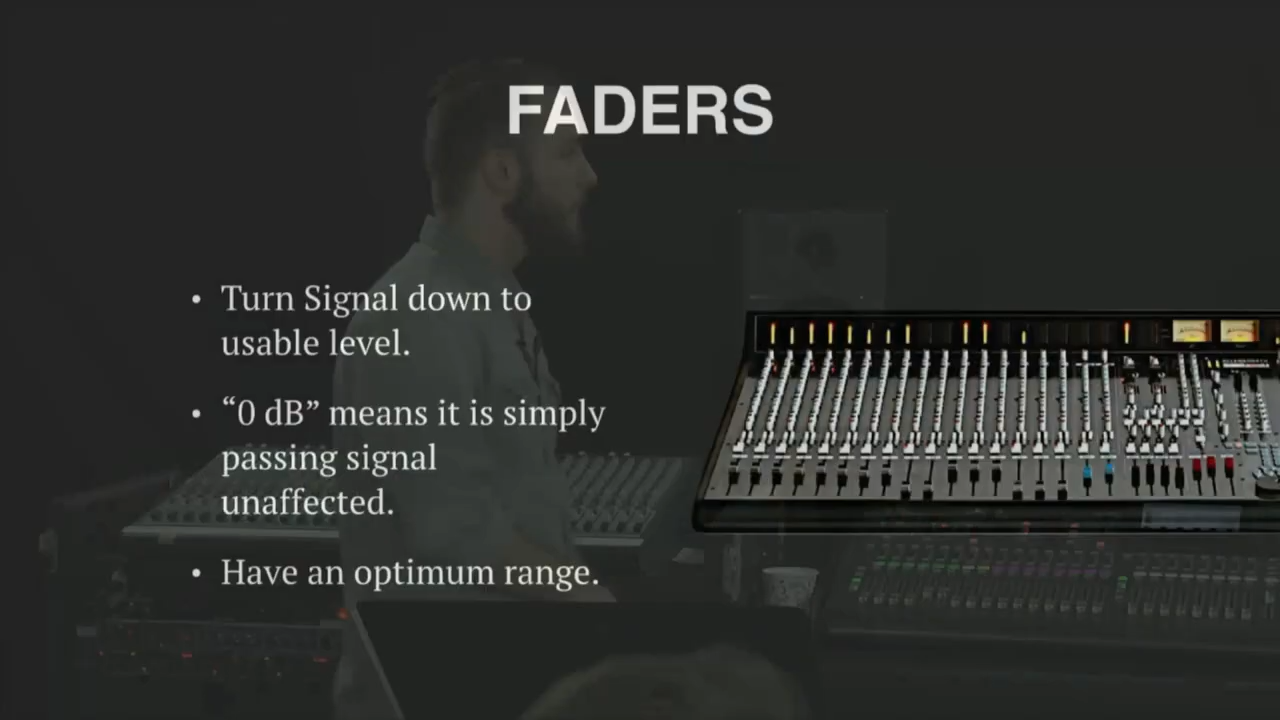 FADERS
• Turn Signal down to
usable level.
• “0 dB” means it is simply
passing signal
unaffected.
• Have an optimum range.